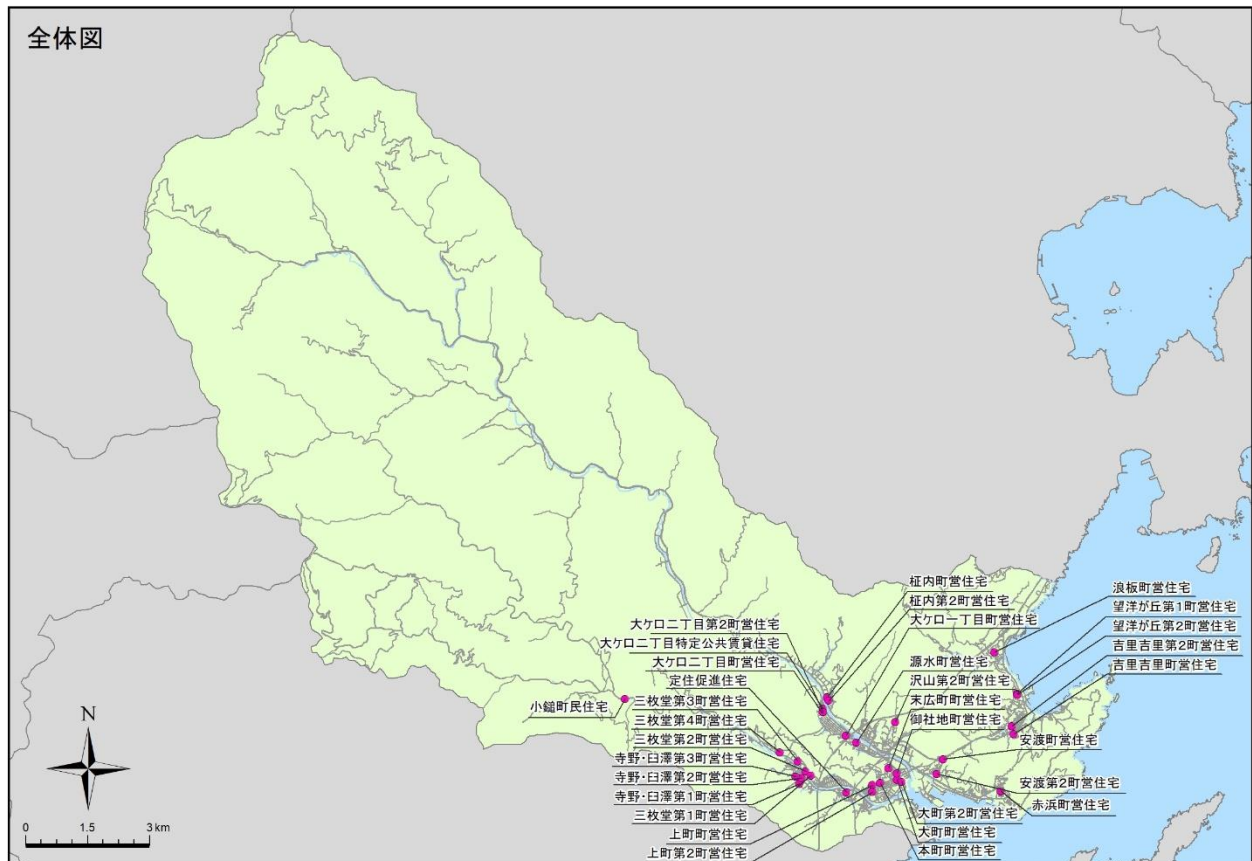 全体図
柾内町営住宅
柾内第2町営住宅
大ケロ一丁目町営住宅
浪板町営住宅
望洋が丘第1町営住宅
望洋が丘第2町営住宅
吉里吉里第2町営住宅
吉里吉里町営住宅
大ケロ二丁目第2町営住宅
大ケロ二丁目特定公共賃貸住宅
大ケロ二丁目町営住宅
定住促進住宅
三枚堂第3町営住宅
三枚堂第4町営住宅
三枚堂第2町営住宅
寺野・臼澤第3町営住宅
寺野・臼澤第2町営住宅
寺野・臼澤第1町営住宅
三枚堂第1町営住宅
上町町営住宅
上町第2町営住宅
小鎚町民住宅
源水町営住宅
沢山第2町営住宅
末広町町営住宅
御社地町営住宅
安渡町営住宅
安渡第2町営住宅
赤浜町営住宅
大町第2町営住宅
大町町営住宅
本町町営住宅
N
0 1.5 3 km